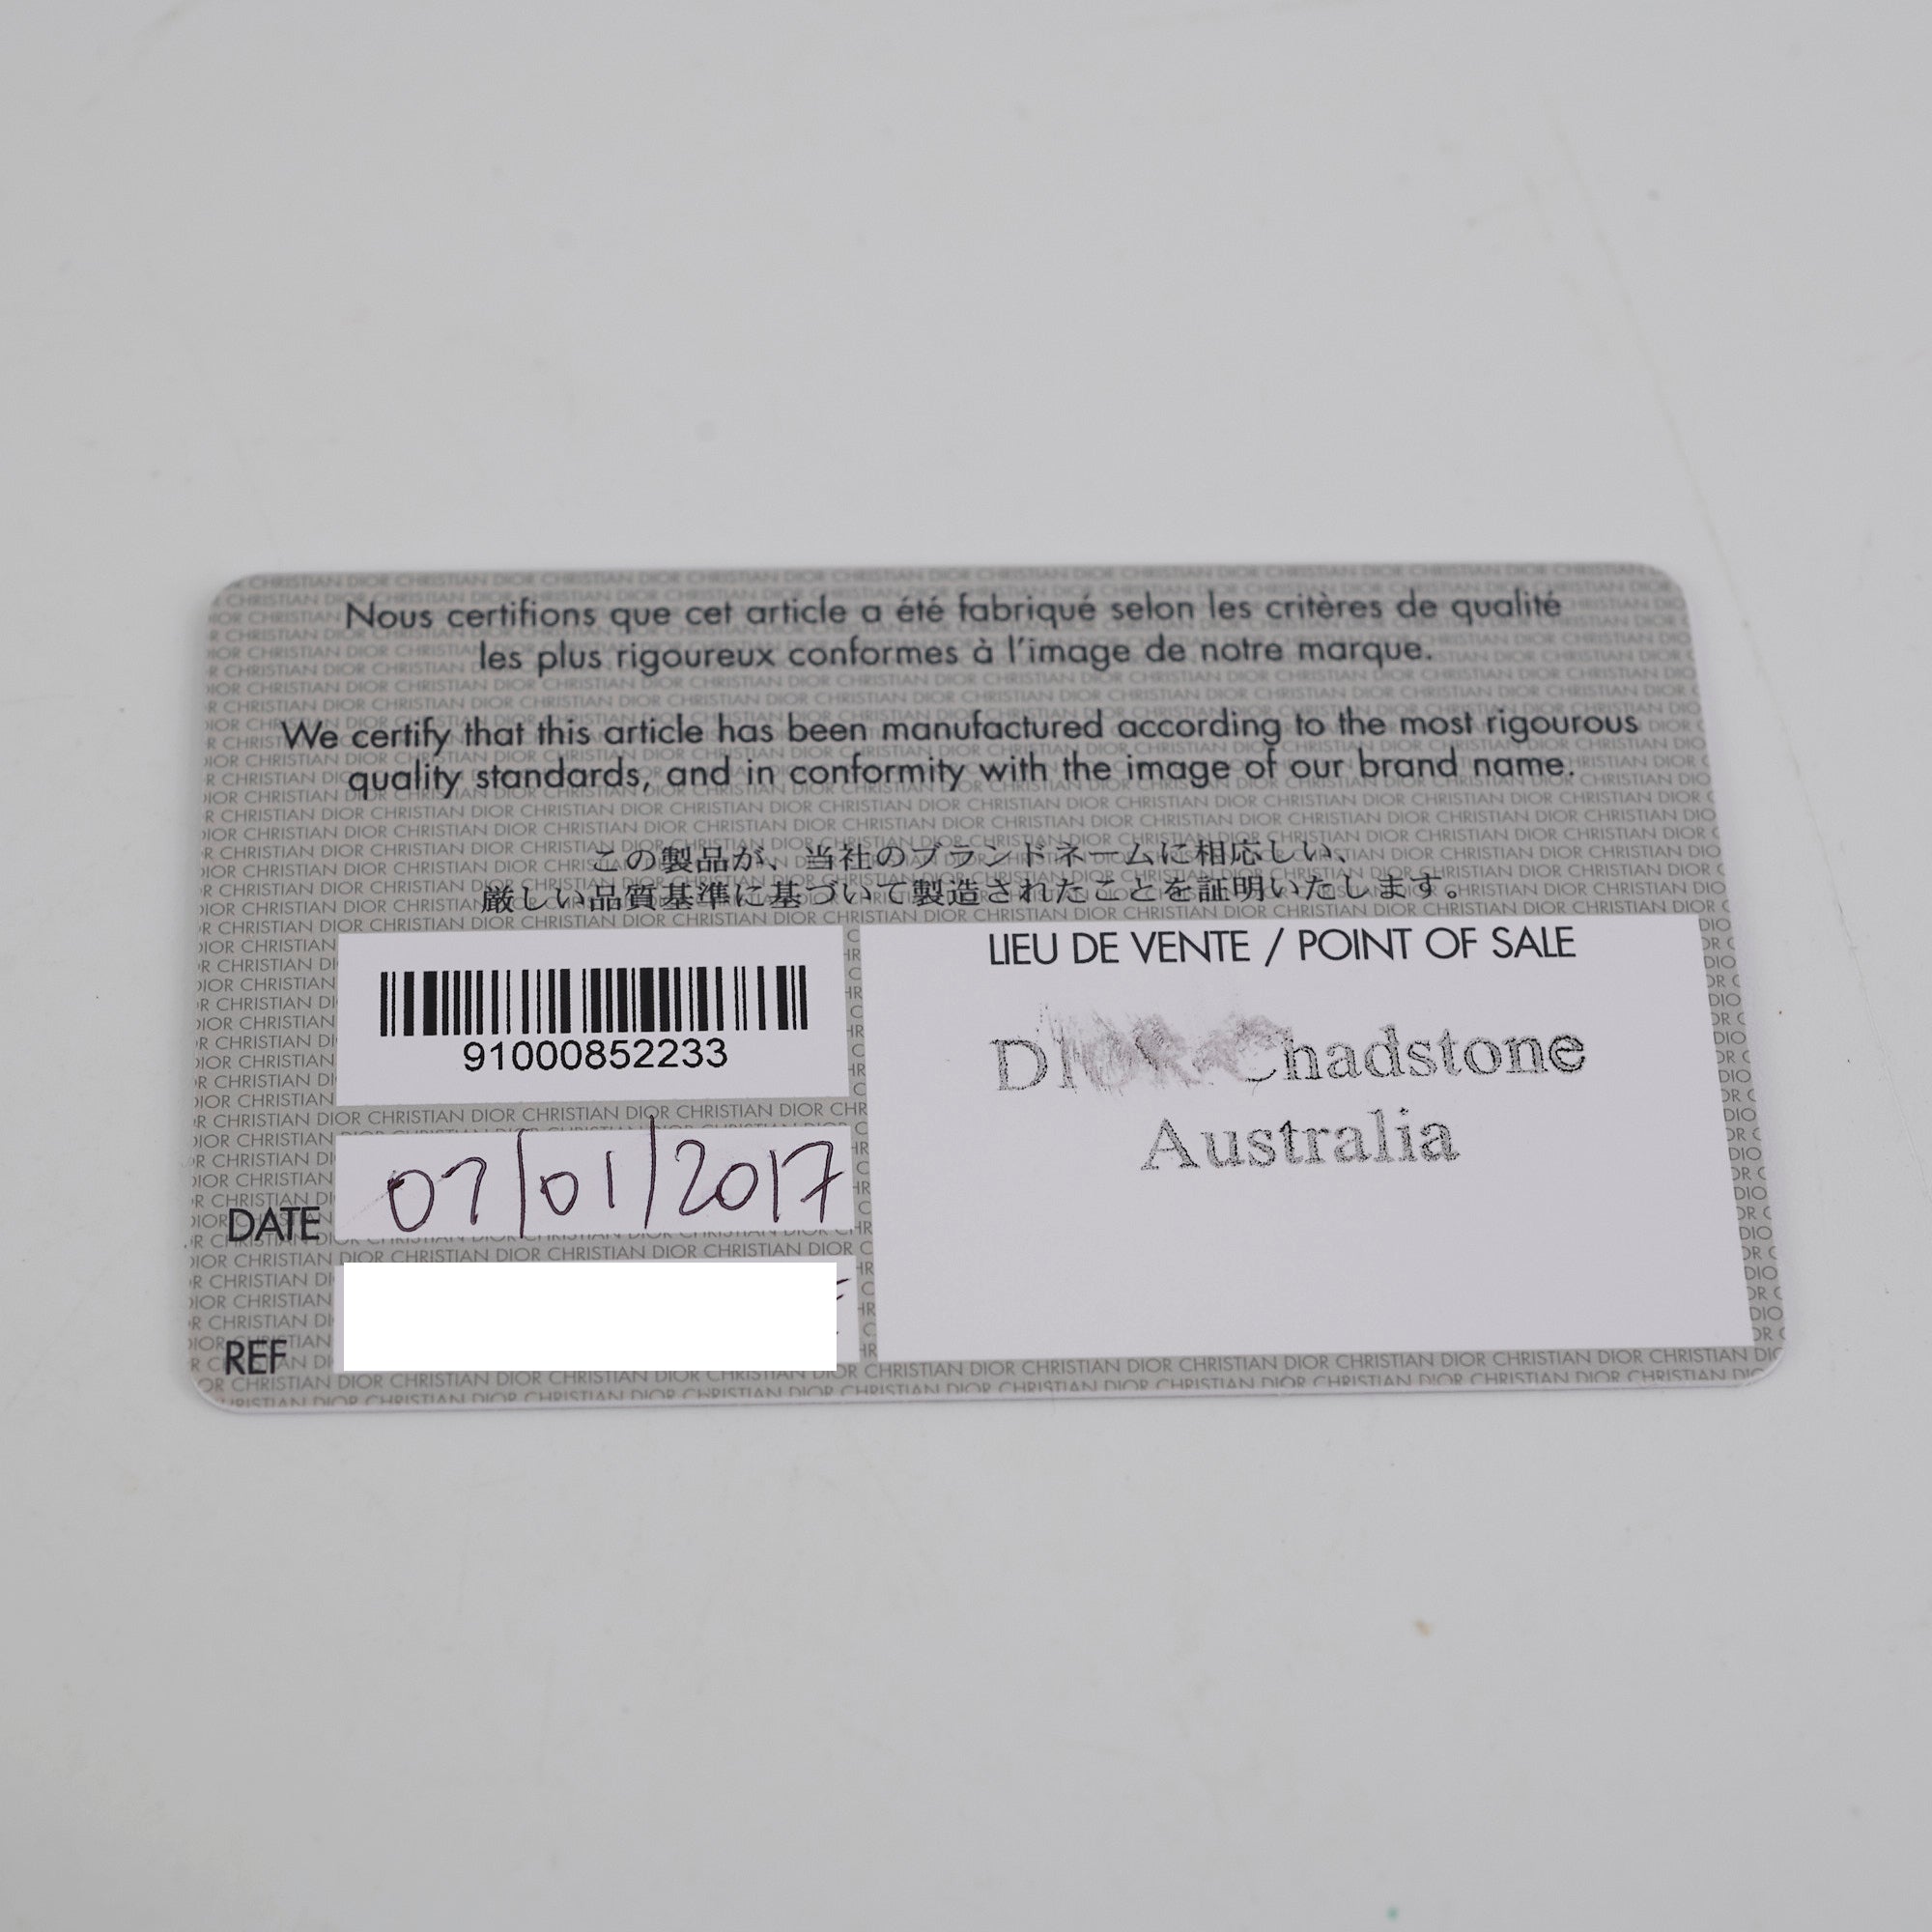 Nous certifions que cet article a été fabriqué selon les critères de qualité
les plus rigoureux conformes à l'image de notre marque.
We certify that this article has been manufactured according to the most rigourous
quality standards, and in conformity with the image of our brand name.
この製品が、当社のブランドネームに相応しい、
厳しい品質基準に基づいて製造されたことを証明いたします。
91000852233
DATE 07/01/2017
REF
LIEU DE VENTE / POINT OF SALE
DIOR Chadstone
Australia